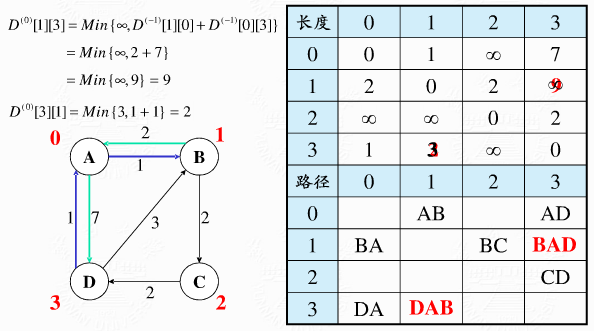 D⁽⁰⁾[1][3] = Min{∞, D⁽⁻¹⁾[1][0] + D⁽⁻¹⁾[0][3]}
= Min{∞, 2 + 7}
= Min{∞, 9} = 9
D⁽⁰⁾[3][1] = Min{3, 1 + 1} = 2
0 1
2
A B
1
1 7 3 2
D C
2
3 2
长度 0 1 2 3
0 0 1 ∞ 7
1 2 0 2 9
2 ∞ ∞ 0 2
3 1 2 ∞ 0
路径 0 1 2 3
0 AB AD
1 BA BC BAD
2 CD
3 DA DAB